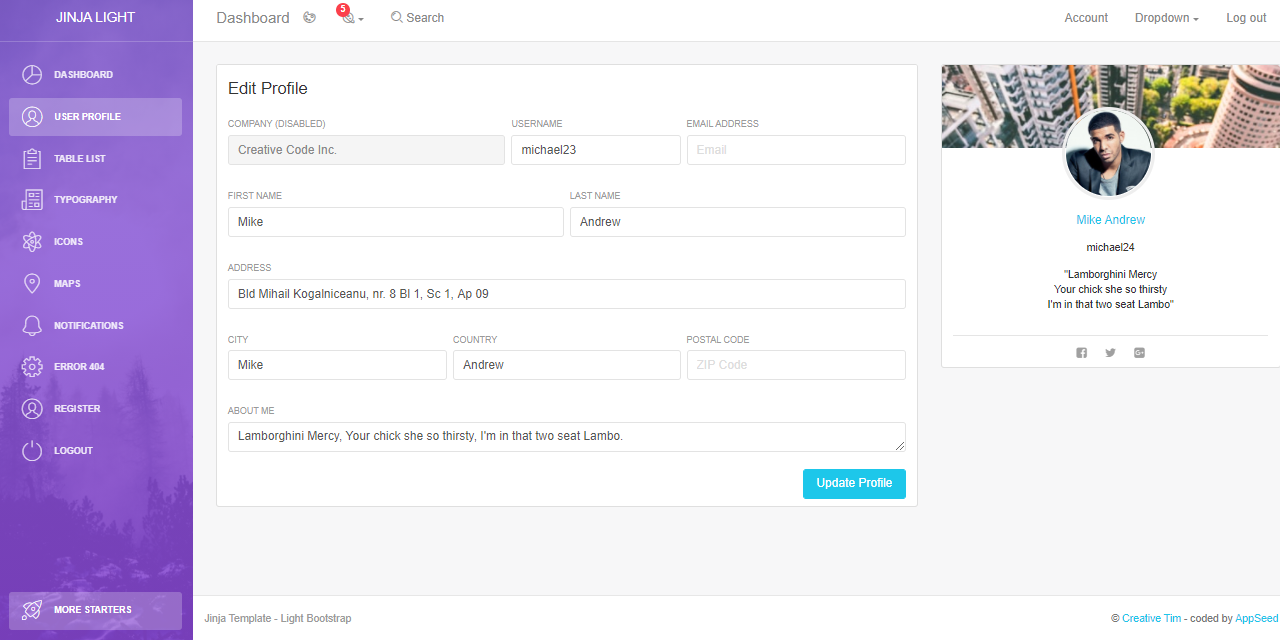 JINJA LIGHT
DASHBOARD
USER PROFILE
TABLE LIST
TYPOGRAPHY
ICONS
MAPS
NOTIFICATIONS
ERROR 404
REGISTER
LOGOUT
MORE STARTERS
Dashboard 5 Search Account Dropdown Log out
Edit Profile
COMPANY (DISABLED) USERNAME EMAIL ADDRESS
Creative Code Inc. michael23 Email
FIRST NAME LAST NAME
Mike Andrew
ADDRESS
Bld Mihail Kogalniceanu, nr. 8 Bl 1, Sc 1, Ap 09
CITY COUNTRY POSTAL CODE
Mike Andrew ZIP Code
ABOUT ME
Lamborghini Mercy, Your chick she so thirsty, I'm in that two seat Lambo.
Update Profile
Mike Andrew
michael24
"Lamborghini Mercy
Your chick she so thirsty
I'm in that two seat Lambo"
Jinja Template - Light Bootstrap © Creative Tim - coded by AppSeed